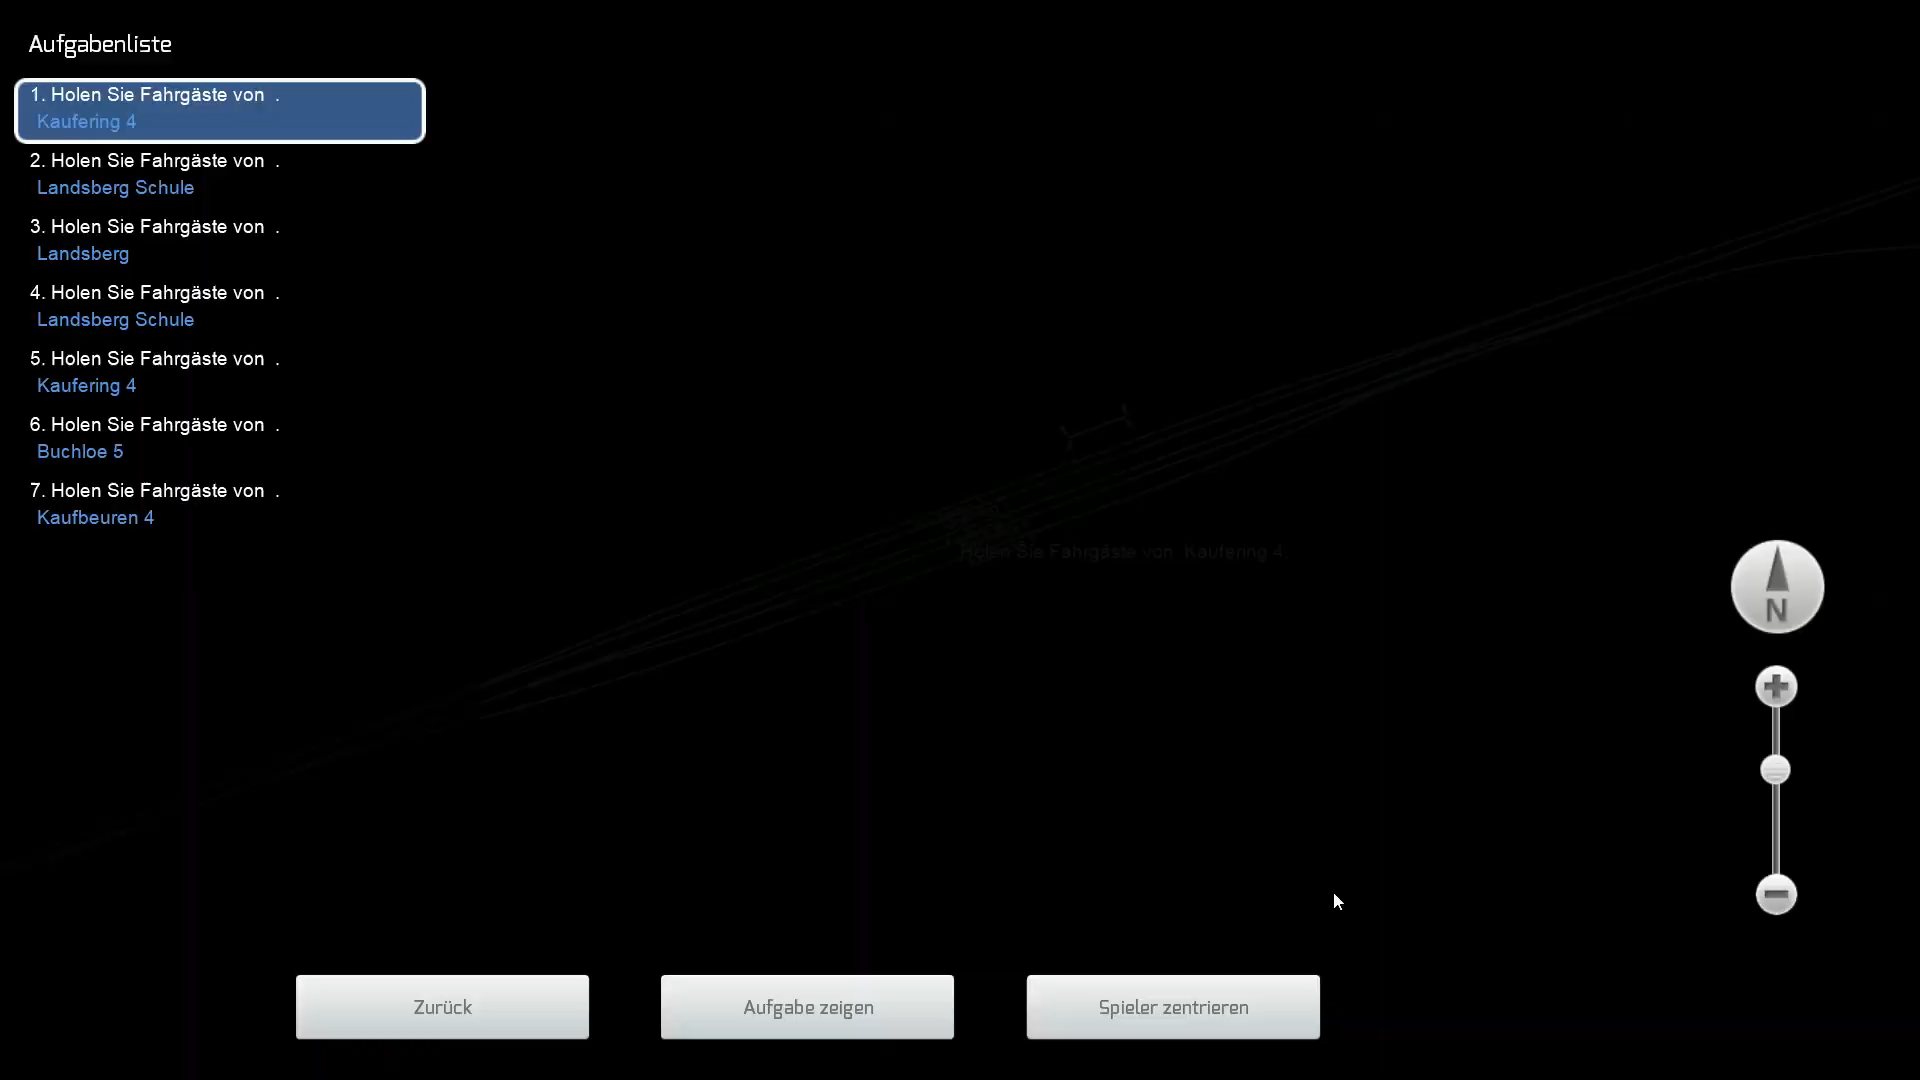 Aufgabenliste
1. Holen Sie Fahrgäste von .
Kaufering 4
2. Holen Sie Fahrgäste von .
Landsberg Schule
3. Holen Sie Fahrgäste von .
Landsberg
4. Holen Sie Fahrgäste von .
Landsberg Schule
5. Holen Sie Fahrgäste von .
Kaufering 4
6. Holen Sie Fahrgäste von .
Buchloe 5
7. Holen Sie Fahrgäste von .
Kaufbeuren 4
Holen Sie Fahrgäste von Kaufering 4.
N
Zurück
Aufgabe zeigen
Spieler zentrieren